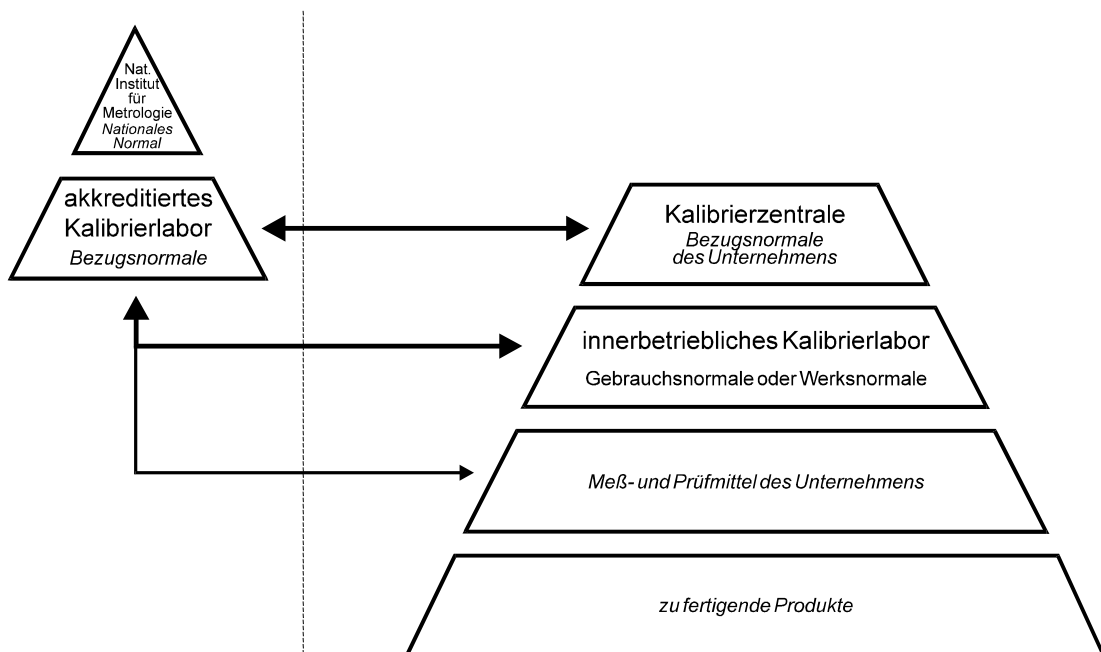 Nat.
Institut
für
Metrologie
Nationales
Normal
akkreditiertes
Kalibrierlabor
Bezugsnormale
Kalibrierzentrale
Bezugsnormale
des Unternehmens
innerbetriebliches Kalibrierlabor
Gebrauchsnormale oder Werksnormale
Meß- und Prüfmittel des Unternehmens
zu fertigende Produkte